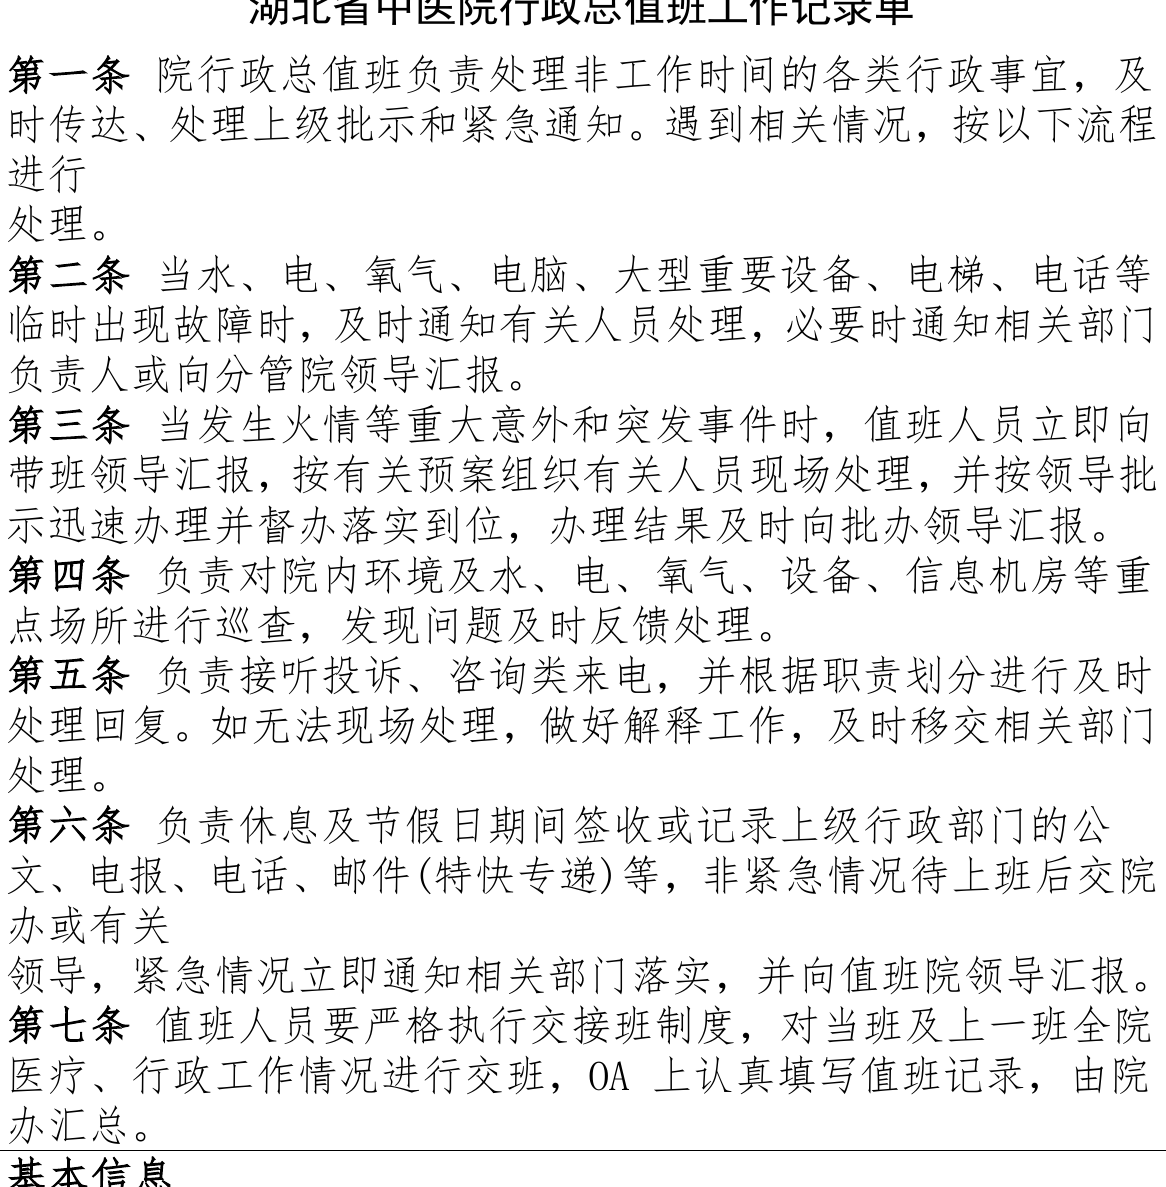 湖北省中医院行政总值班工作记录单
第一条 院行政总值班负责处理非工作时间的各类行政事宜，及
时传达、处理上级批示和紧急通知。遇到相关情况，按以下流程
进行
处理。
第二条 当水、电、氧气、电脑、大型重要设备、电梯、电话等
临时出现故障时，及时通知有关人员处理，必要时通知相关部门
负责人或向分管院领导汇报。
第三条 当发生火情等重大意外和突发事件时，值班人员立即向
带班领导汇报，按有关预案组织有关人员现场处理，并按领导批
示迅速办理并督办落实到位，办理结果及时向批办领导汇报。
第四条 负责对院内环境及水、电、氧气、设备、信息机房等重
点场所进行巡查，发现问题及时反馈处理。
第五条 负责接听投诉、咨询类来电，并根据职责划分进行及时
处理回复。如无法现场处理，做好解释工作，及时移交相关部门
处理。
第六条 负责休息及节假日期间签收或记录上级行政部门的公
文、电报、电话、邮件(特快专递)等，非紧急情况待上班后交院
办或有关
领导，紧急情况立即通知相关部门落实，并向值班院领导汇报。
第七条 值班人员要严格执行交接班制度，对当班及上一班全院
医疗、行政工作情况进行交班，OA 上认真填写值班记录，由院
办汇总。
基本信息